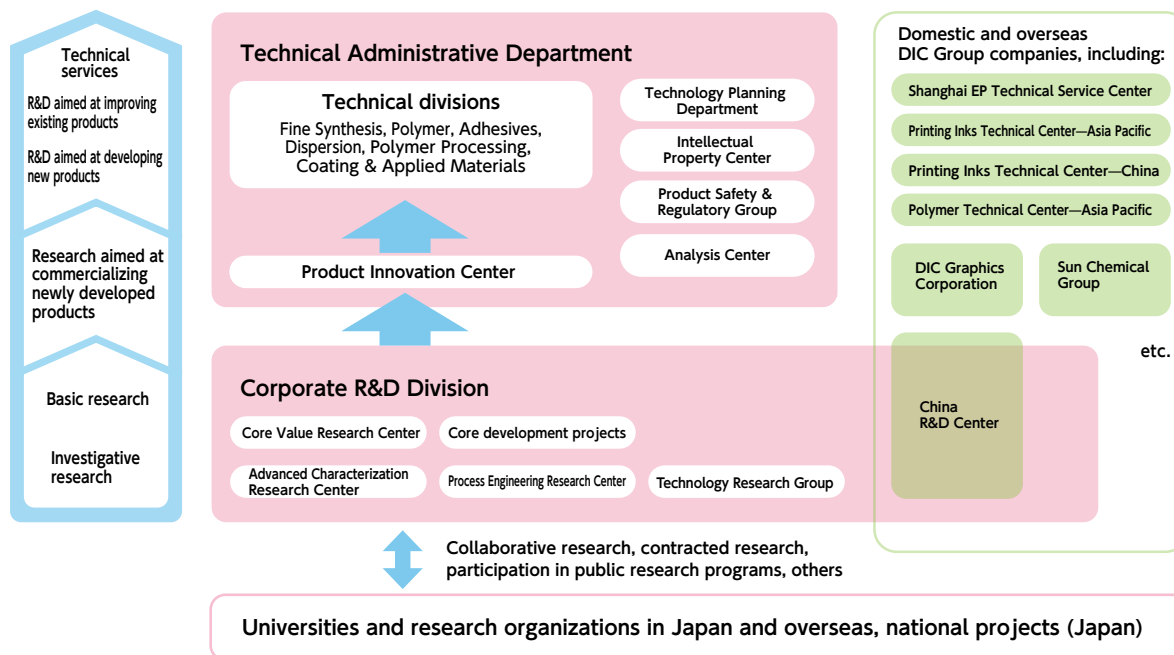 Technical
services
R&D aimed at improving
existing products
R&D aimed at developing
new products
Research aimed at
commercializing
newly developed
products
Basic research
Investigative
research
Technical Administrative Department
Technical divisions
Fine Synthesis, Polymer, Adhesives,
Dispersion, Polymer Processing,
Coating & Applied Materials
Product Innovation Center
Technology Planning
Department
Intellectual
Property Center
Product Safety &
Regulatory Group
Analysis Center
Corporate R&D Division
Core Value Research Center
Core development projects
Advanced Characterization
Research Center
Process Engineering Research Center
Technology Research Group
Domestic and overseas
DIC Group companies, including:
Shanghai EP Technical Service Center
Printing Inks Technical Center—Asia Pacific
Printing Inks Technical Center—China
Polymer Technical Center—Asia Pacific
DIC Graphics
Corporation
Sun Chemical
Group
etc.
China
R&D Center
Collaborative research, contracted research,
participation in public research programs, others
Universities and research organizations in Japan and overseas, national projects (Japan)